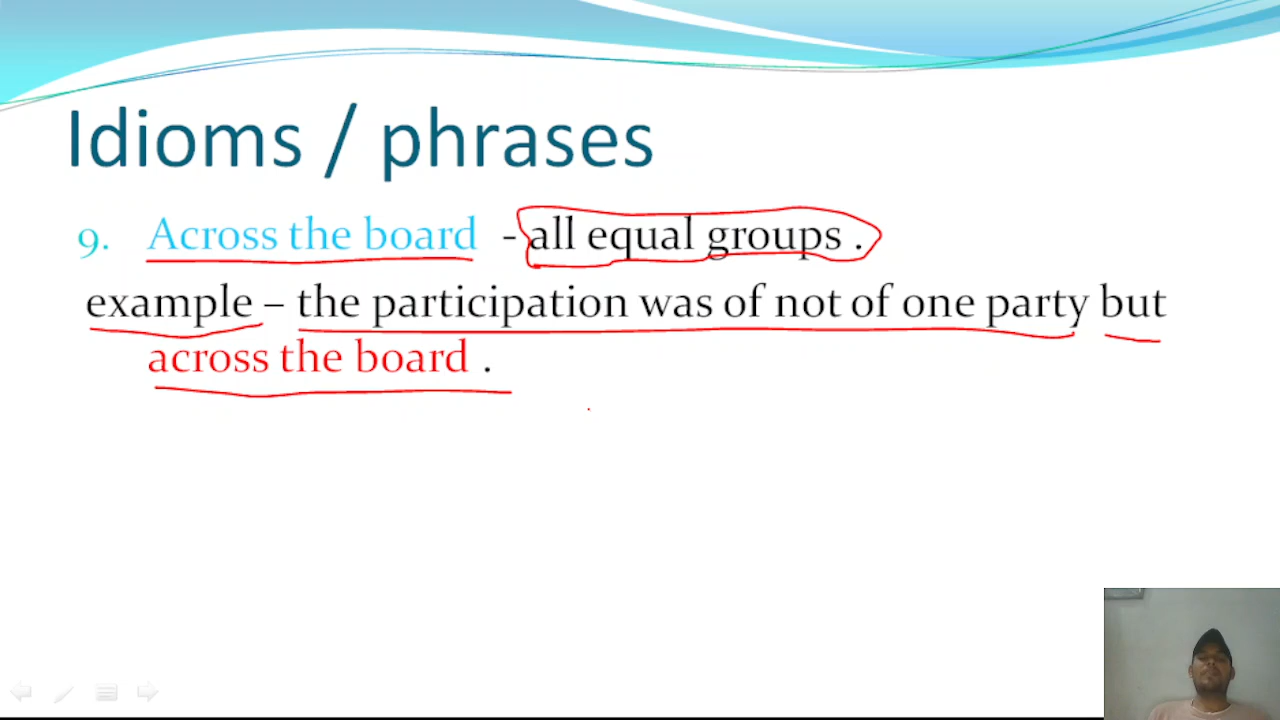 Idioms / phrases
9. Across the board - all equal groups .
example – the participation was of not of one party but
across the board .